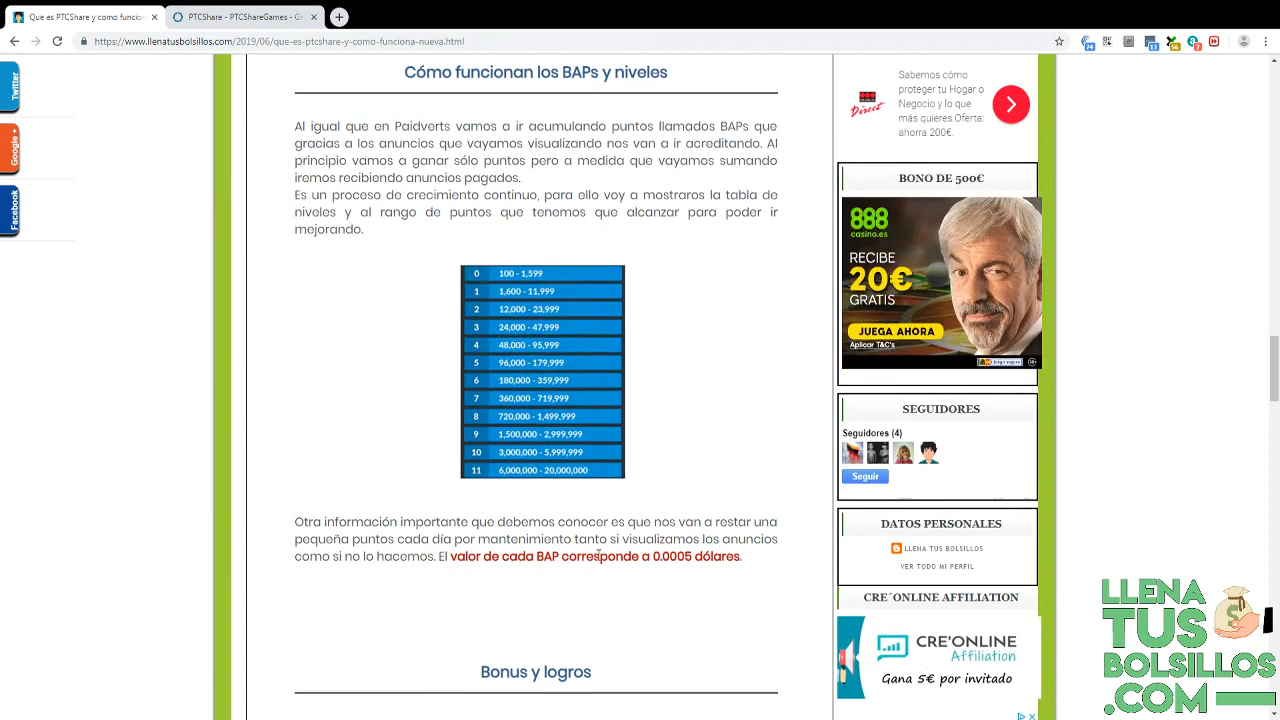 Que es PTCShare y como funcio
PTCShare - PTCShareGames - Gr
https://www.llenatusbolsillos.com/2019/06/que-es-ptcshare-y-como-funciona-nueva.html
Twitter
Google +
Facebook
Cómo funcionan los BAPs y niveles
Al igual que en Paidverts vamos a ir acumulando puntos llamados BAPs que
gracias a los anuncios que vayamos visualizando nos van a ir acreditando. Al
principio vamos a ganar sólo puntos pero a medida que vayamos sumando
iremos recibiendo anuncios pagados.
Es un proceso de crecimiento continuo, para ello voy a mostraros la tabla de
niveles y al rango de puntos que tenemos que alcanzar para poder ir
mejorando.
0 100 - 1,599
1 1,600 - 11,999
2 12,000 - 23,999
3 24,000 - 47,999
4 48,000 - 95,999
5 96,000 - 179,999
6 180,000 - 359,999
7 360,000 - 719,999
8 720,000 - 1,499,999
9 1,500,000 - 2,999,999
10 3,000,000 - 5,999,999
11 6,000,000 - 20,000,000
Otra información importante que debemos conocer es que nos van a restar una
pequeña puntos cada día por mantenimiento tanto si visualizamos los anuncios
como si no lo hacemos. El valor de cada BAP corresponde a 0.0005 dólares.
Bonus y logros
Direct
Sabemos cómo
proteger tu Hogar o
Negocio y lo que
más quieres.Oferta:
ahorra 200€.
BONO DE 500€
888
casino.es
RECIBE
20€
GRATIS
JUEGA AHORA
Aplicar T&C's
SEGUIDORES
Seguidores (4)
Seguir
DATOS PERSONALES
LLENA TUS BOLSILLOS
VER TODO MI PERFIL
CRE´ONLINE AFFILIATION
CRE'ONLINE
Affiliation
Gana 5€ por invitado
LLENA
TUS
BOLSILLOS
.COM